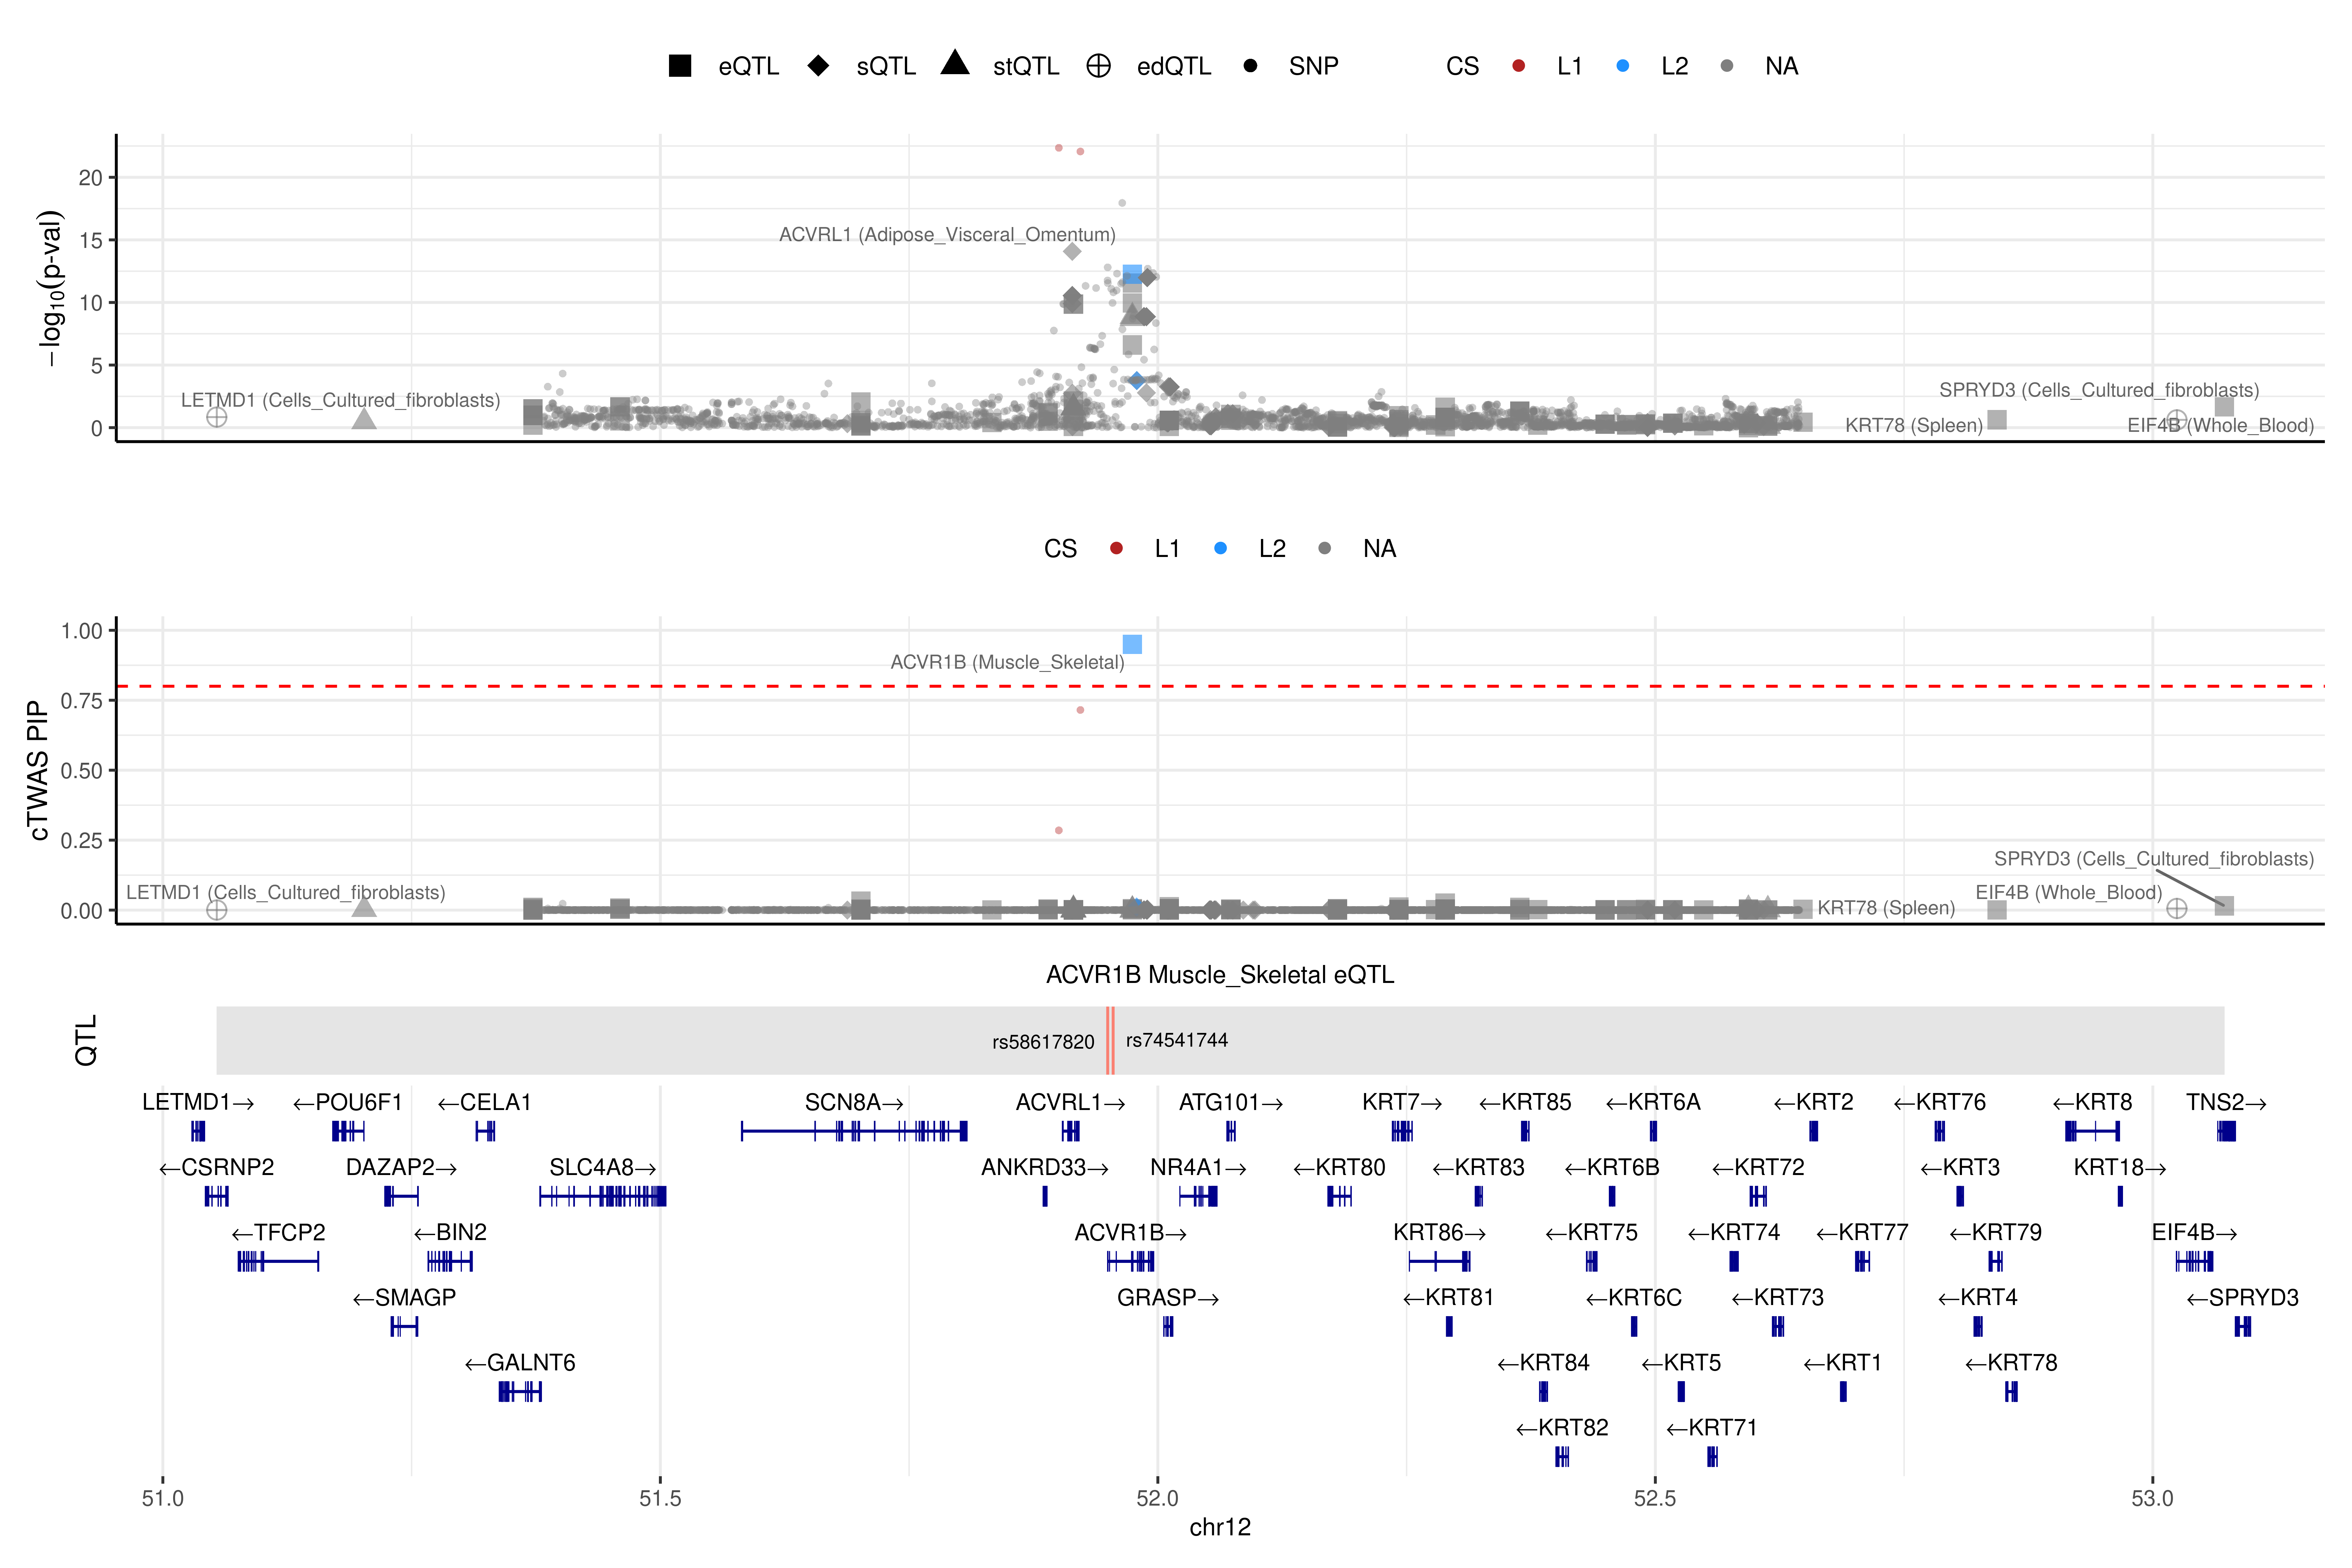 eQTL sQTL stQTL edQTL SNP CS L1 L2 NA
−log10(p-val)
20
15
10
5
0
ACVRL1 (Adipose_Visceral_Omentum)
LETMD1 (Cells_Cultured_fibroblasts)
SPRYD3 (Cells_Cultured_fibroblasts)
KRT78 (Spleen)
EIF4B (Whole_Blood)
CS L1 L2 NA
cTWAS PIP
1.00
0.75
0.50
0.25
0.00
ACVR1B (Muscle_Skeletal)
SPRYD3 (Cells_Cultured_fibroblasts)
LETMD1 (Cells_Cultured_fibroblasts)
EIF4B (Whole_Blood)
KRT78 (Spleen)
ACVR1B Muscle_Skeletal eQTL
QTL
rs58617820 rs74541744
LETMD1→ ←POU6F1 ←CELA1 SCN8A→ ACVRL1→ ATG101→ KRT7→ ←KRT85 ←KRT6A ←KRT2 ←KRT76 ←KRT8 TNS2→
←CSRNP2 DAZAP2→ SLC4A8→ ANKRD33→ NR4A1→ ←KRT80 ←KRT83 ←KRT6B ←KRT72 ←KRT3 KRT18→
←TFCP2 ←BIN2 ACVR1B→ KRT86→ ←KRT75 ←KRT74 ←KRT77 ←KRT79 EIF4B→
←SMAGP GRASP→ ←KRT81 ←KRT6C ←KRT73 ←KRT4 ←SPRYD3
←GALNT6 ←KRT84 ←KRT5 ←KRT1 ←KRT78
←KRT82 ←KRT71
51.0 51.5 52.0 52.5 53.0
chr12